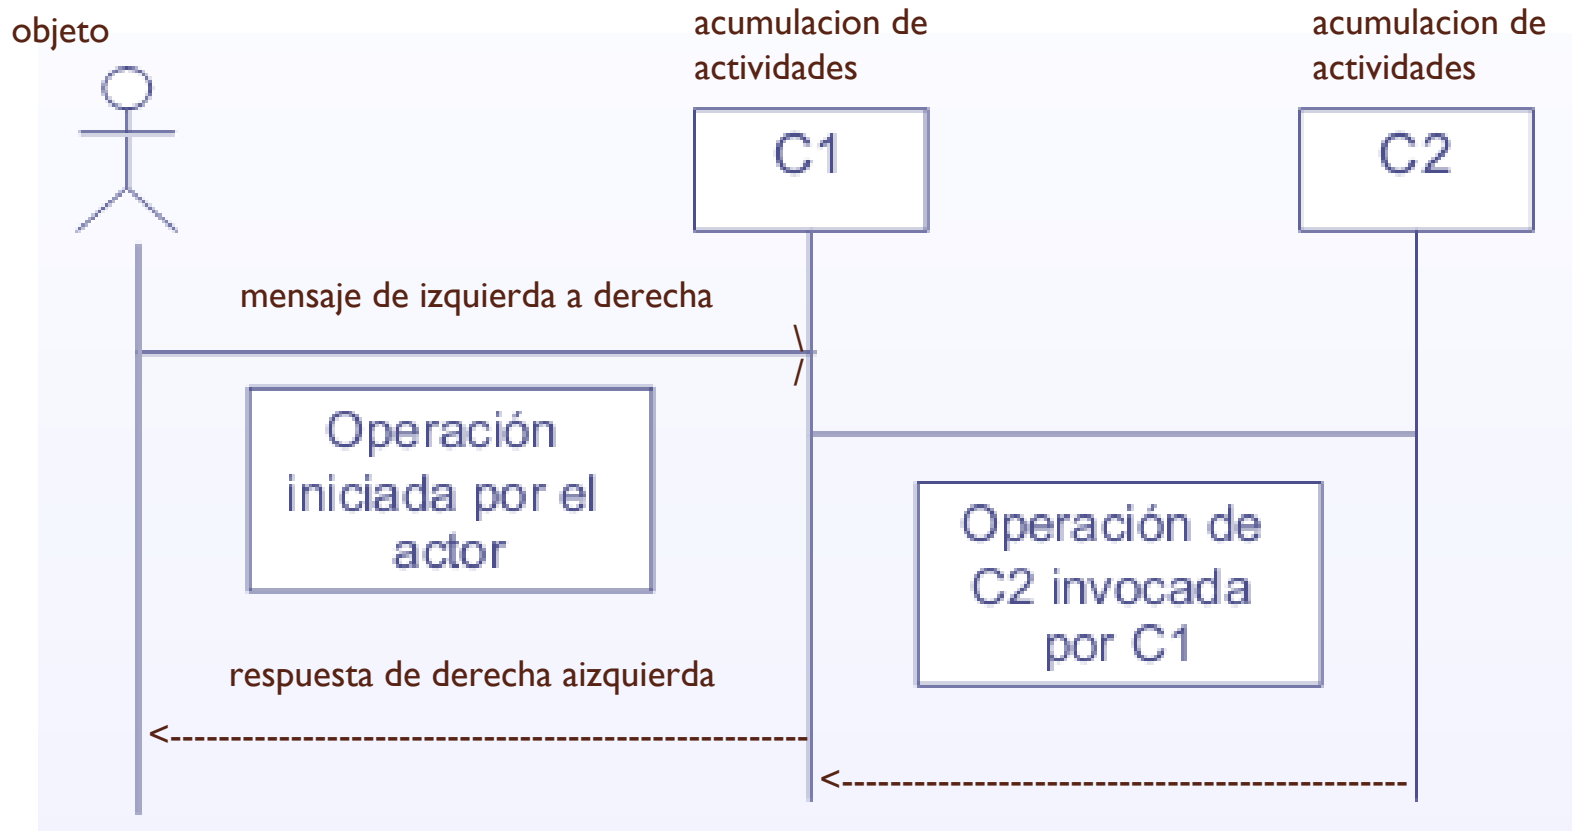 objeto
acumulacion de
actividades
acumulacion de
actividades
C1
C2
mensaje de izquierda a derecha
Operación
iniciada por el
actor
Operación de
C2 invocada
por C1
respuesta de derecha aizquierda